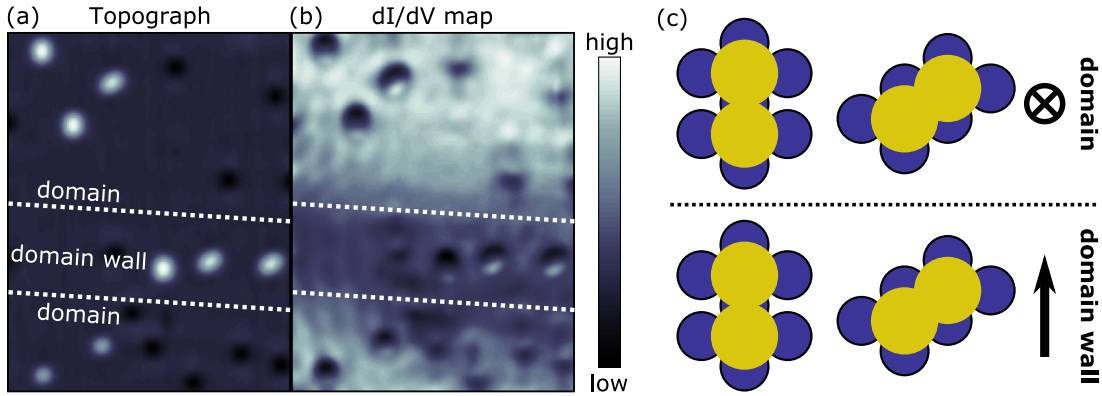 (a) Topograph
(b) dI/dV map
(c)
high
low
domain
domain wall
domain
domain
domain wall